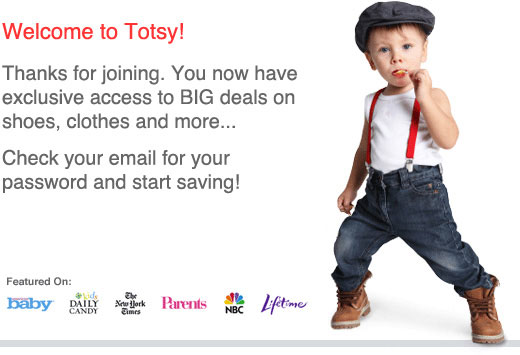 Welcome to Totsy!
Thanks for joining. You now have
exclusive access to BIG deals on
shoes, clothes and more...
Check your email for your
password and start saving!
Featured On:
baby
kids
DAILY
CANDY
The
New York
Times
Parents
NBC
Lifetime